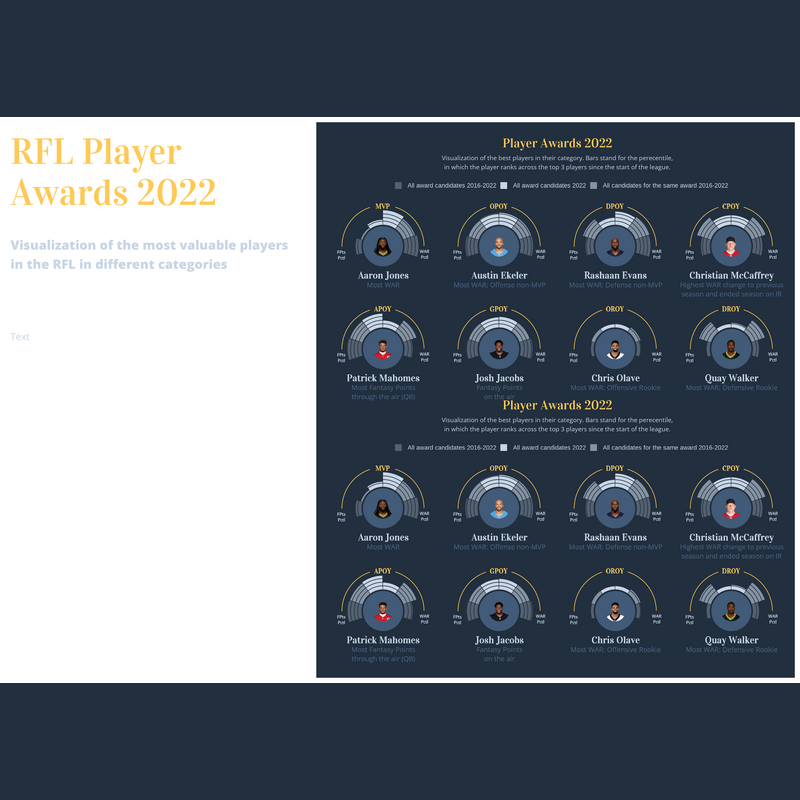 RFL Player
Awards 2022
Visualization of the most valuable players
in the RFL in different categories
Text
Player Awards 2022
Visualization of the best players in their category. Bars stand for the perecentile,
in which the player ranks across the top 3 players since the start of the league.
All award candidates 2016-2022 All award candidates 2022 All candidates for the same award 2016-2022
MVP OPOY DPOY CPOY
FPts Pctl WAR Pctl FPts Pctl WAR Pctl FPts Pctl WAR Pctl FPts Pctl WAR Pctl
Aaron Jones Austin Ekeler Rashaan Evans Christian McCaffrey
Most WAR Most WAR: Offense non-MVP Most WAR: Defense non-MVP Highest WAR change to previous
season and ended season on IR
APOY GPOY OROY DROY
FPts Pctl WAR Pctl FPts Pctl WAR Pctl FPts Pctl WAR Pctl FPts Pctl WAR Pctl
Patrick Mahomes Josh Jacobs Chris Olave Quay Walker
Most Fantasy Points Fantasy Points Most WAR: Offensive Rookie Most WAR: Defensive Rookie
through the air (QB) on the air
Player Awards 2022
Visualization of the best players in their category. Bars stand for the perecentile,
in which the player ranks across the top 3 players since the start of the league.
All award candidates 2016-2022 All award candidates 2022 All candidates for the same award 2016-2022
MVP OPOY DPOY CPOY
FPts Pctl WAR Pctl FPts Pctl WAR Pctl FPts Pctl WAR Pctl FPts Pctl WAR Pctl
Aaron Jones Austin Ekeler Rashaan Evans Christian McCaffrey
Most WAR Most WAR: Offense non-MVP Most WAR: Defense non-MVP Highest WAR change to previous
season and ended season on IR
APOY GPOY OROY DROY
FPts Pctl WAR Pctl FPts Pctl WAR Pctl FPts Pctl WAR Pctl FPts Pctl WAR Pctl
Patrick Mahomes Josh Jacobs Chris Olave Quay Walker
Most Fantasy Points Fantasy Points Most WAR: Offensive Rookie Most WAR: Defensive Rookie
through the air (QB) on the air